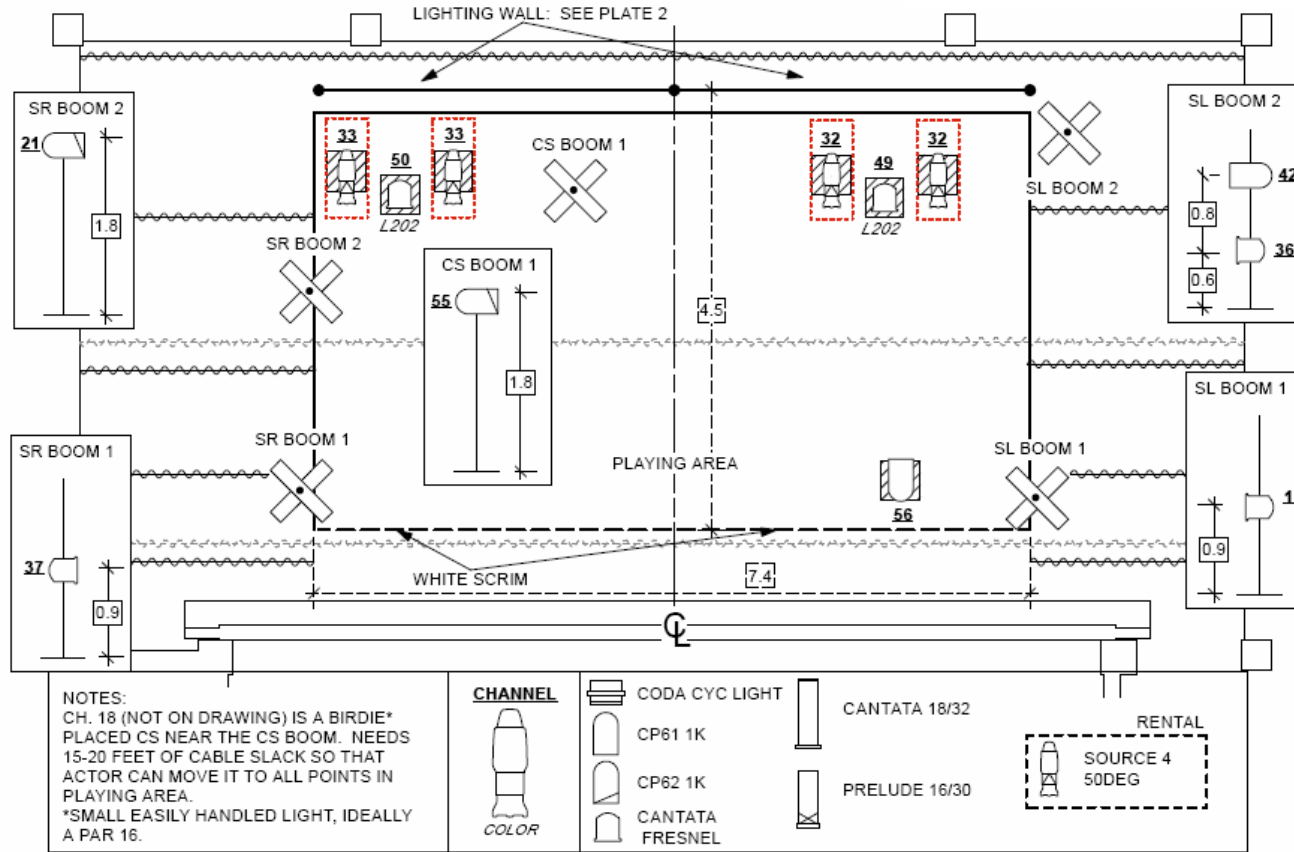 LIGHTING WALL: SEE PLATE 2
SR BOOM 2
21
1.8
33
50
L202
33
CS BOOM 1
32
49
L202
32
SL BOOM 2
SL BOOM 2
42
0.8
36
0.6
SR BOOM 2
CS BOOM 1
55
1.8
4.5
SR BOOM 1
37
0.9
SR BOOM 1
PLAYING AREA
56
SL BOOM 1
SL BOOM 1
1
0.9
WHITE SCRIM
7.4
CL
NOTES:
CH. 18 (NOT ON DRAWING) IS A BIRDIE*
PLACED CS NEAR THE CS BOOM. NEEDS
15-20 FEET OF CABLE SLACK SO THAT
ACTOR CAN MOVE IT TO ALL POINTS IN
PLAYING AREA.
*SMALL EASILY HANDLED LIGHT, IDEALLY
A PAR 16.
CHANNEL
COLOR
CODA CYC LIGHT
CP61 1K
CP62 1K
CANTATA
FRESNEL
CANTATA 18/32
PRELUDE 16/30
RENTAL
SOURCE 4
50DEG